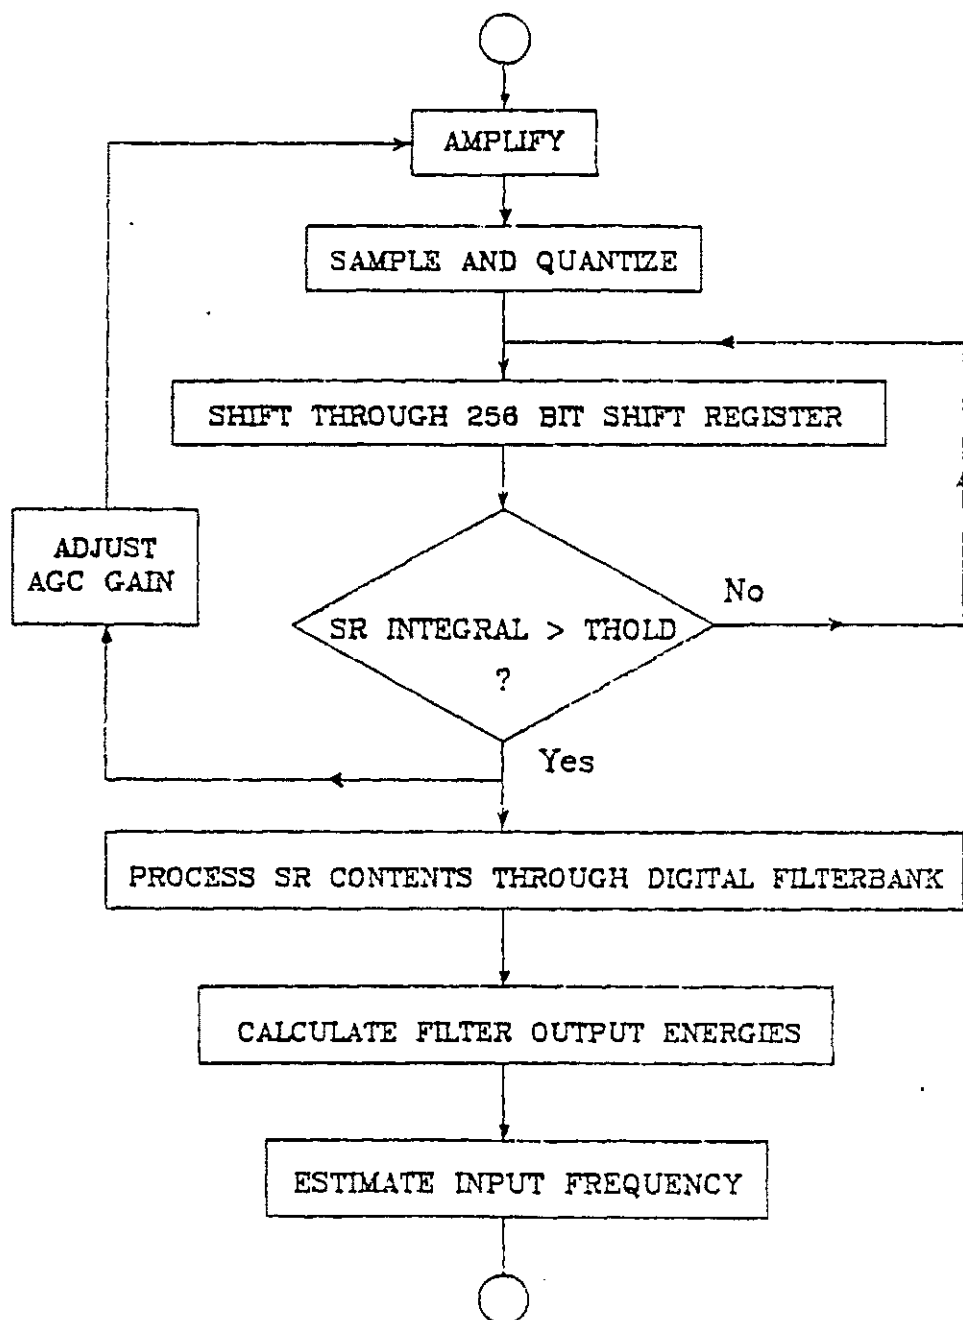 AMPLIFY
SAMPLE AND QUANTIZE
SHIFT THROUGH 256 BIT SHIFT REGISTER
ADJUST
AGC GAIN
No
SR INTEGRAL > THOLD
?
Yes
PROCESS SR CONTENTS THROUGH DIGITAL FILTERBANK
CALCULATE FILTER OUTPUT ENERGIES
ESTIMATE INPUT FREQUENCY